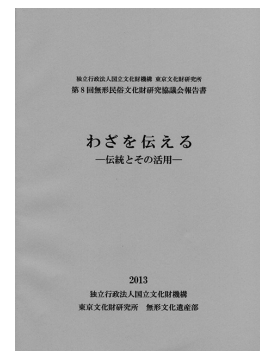 独立行政法人国立文化財機構 東京文化財研究所
第８回無形民俗文化財研究協議会報告書
わざを伝える
―伝統とその活用―
2013
独立行政法人国立文化財機構
東京文化財研究所　無形文化遺産部